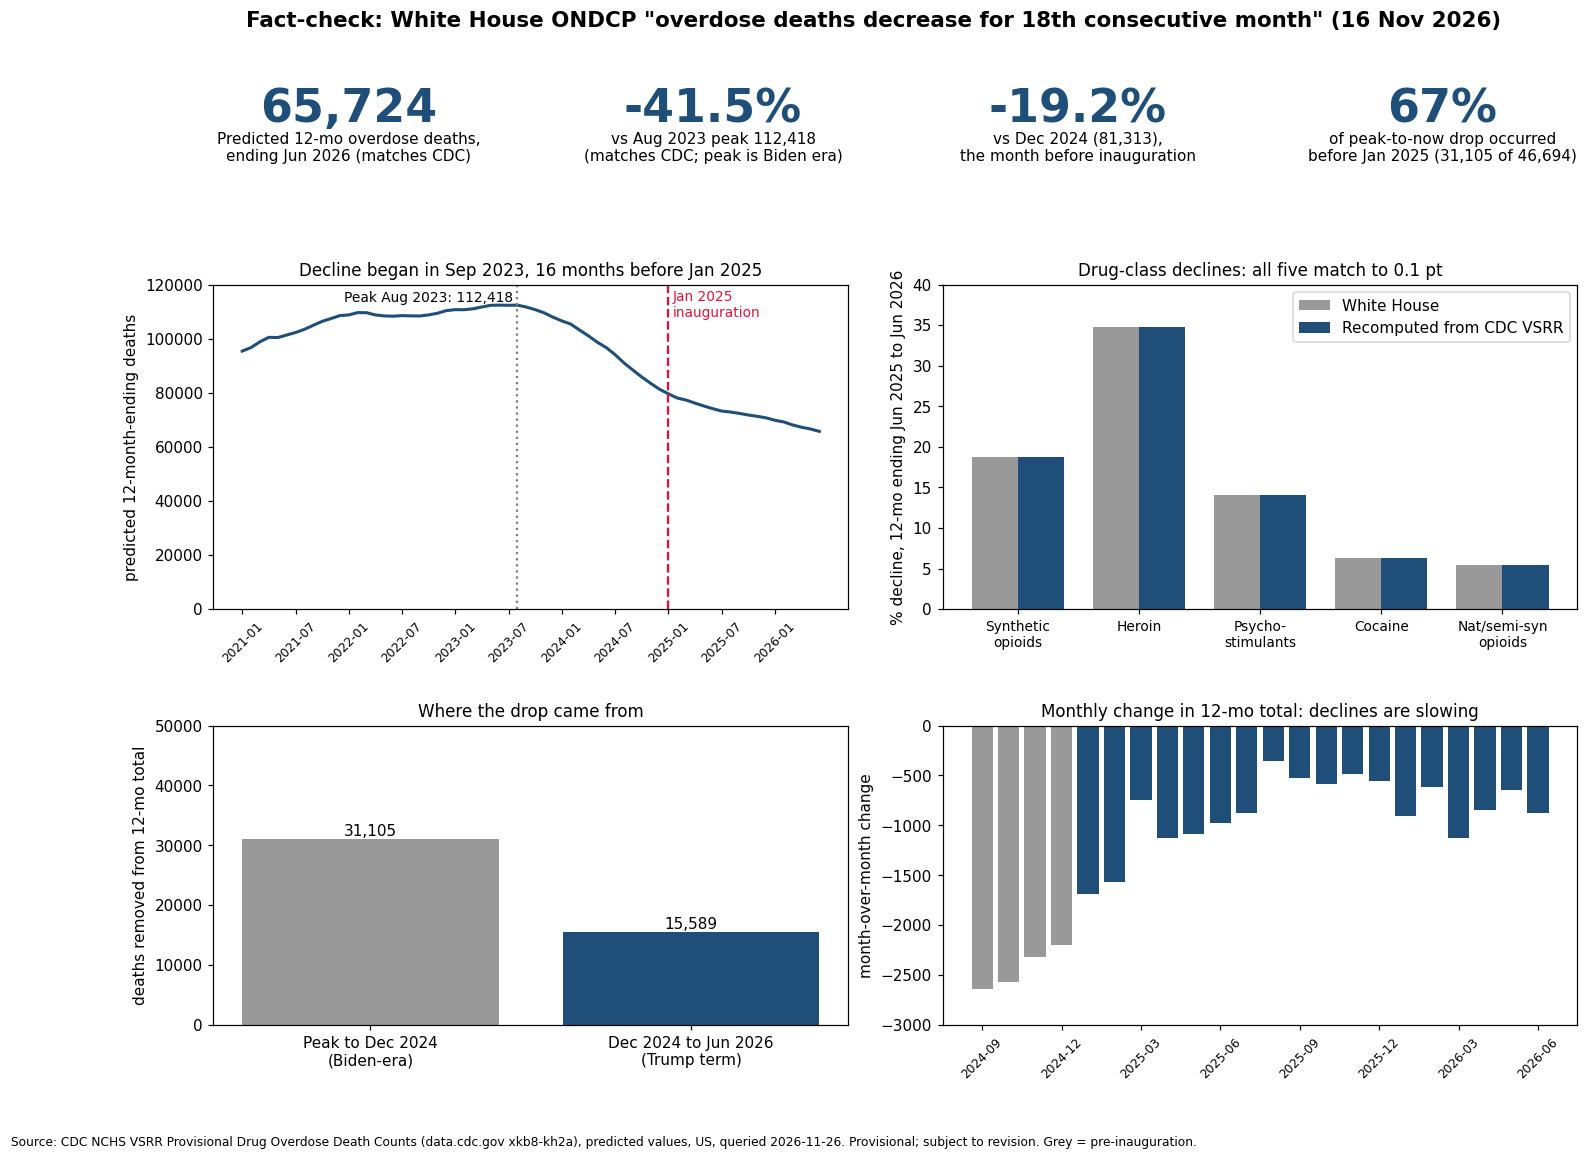 Fact-check: White House ONDCP "overdose deaths decrease for 18th consecutive month" (16 Nov 2026)
65,724
Predicted 12-mo overdose deaths,
ending Jun 2026 (matches CDC)
-41.5%
vs Aug 2023 peak 112,418
(matches CDC; peak is Biden era)
-19.2%
vs Dec 2024 (81,313),
the month before inauguration
67%
of peak-to-now drop occurred
before Jan 2025 (31,105 of 46,694)
Decline began in Sep 2023, 16 months before Jan 2025
predicted 12-month-ending deaths
120000
100000
80000
60000
40000
20000
0
Peak Aug 2023: 112,418
Jan 2025
inauguration
2021-01
2021-07
2022-01
2022-07
2023-01
2023-07
2024-01
2024-07
2025-01
2025-07
2026-01
Drug-class declines: all five match to 0.1 pt
% decline, 12-mo ending Jun 2025 to Jun 2026
40
35
30
25
20
15
10
5
0
White House
Recomputed from CDC VSRR
Synthetic
opioids
Heroin
Psycho-
stimulants
Cocaine
Nat/semi-syn
opioids
Where the drop came from
deaths removed from 12-mo total
50000
40000
30000
20000
10000
0
31,105
15,589
Peak to Dec 2024
(Biden-era)
Dec 2024 to Jun 2026
(Trump term)
Monthly change in 12-mo total: declines are slowing
month-over-month change
0
−500
−1000
−1500
−2000
−2500
−3000
2024-09
2024-12
2025-03
2025-06
2025-09
2025-12
2026-03
2026-06
Source: CDC NCHS VSRR Provisional Drug Overdose Death Counts (data.cdc.gov xkb8-kh2a), predicted values, US, queried 2026-11-26. Provisional; subject to revision. Grey = pre-inauguration.